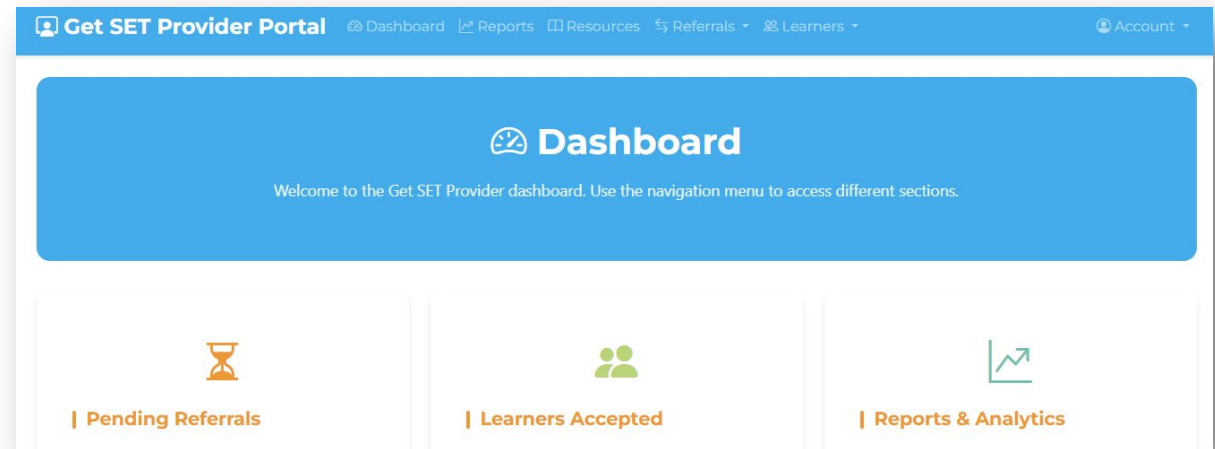 Get SET Provider Portal Dashboard Reports Resources Referrals Learners Account
Dashboard
Welcome to the Get SET Provider dashboard. Use the navigation menu to access different sections.
Pending Referrals
Learners Accepted
Reports & Analytics